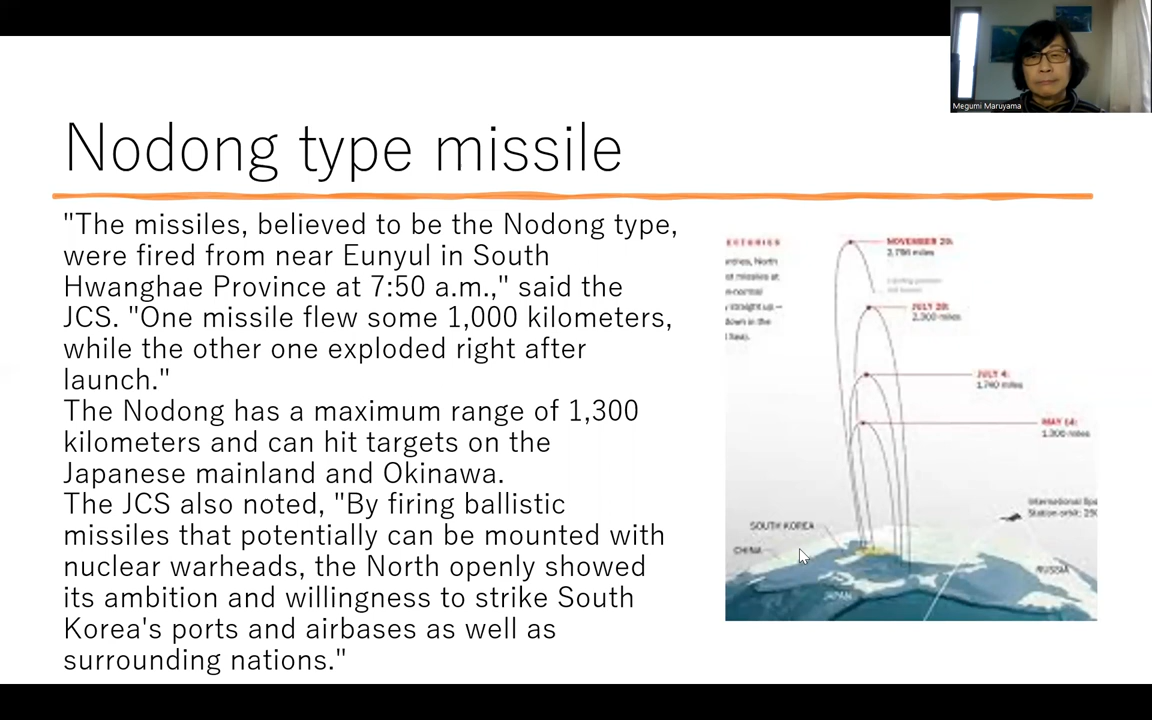 Megumi Maruyama
Nodong type missile
"The missiles, believed to be the Nodong type,
were fired from near Eunyul in South
Hwanghae Province at 7:50 a.m.," said the
JCS. "One missile flew some 1,000 kilometers,
while the other one exploded right after
launch."
The Nodong has a maximum range of 1,300
kilometers and can hit targets on the
Japanese mainland and Okinawa.
The JCS also noted, "By firing ballistic
missiles that potentially can be mounted with
nuclear warheads, the North openly showed
its ambition and willingness to strike South
Korea's ports and airbases as well as
surrounding nations."
NOVEMBER
miles
JULY
miles
JULY 4:
1,740 miles
MAY 14:
1,300 miles
International
Station orbit:
SOUTH KOREA
CHINA
RUSSIA
JAPAN